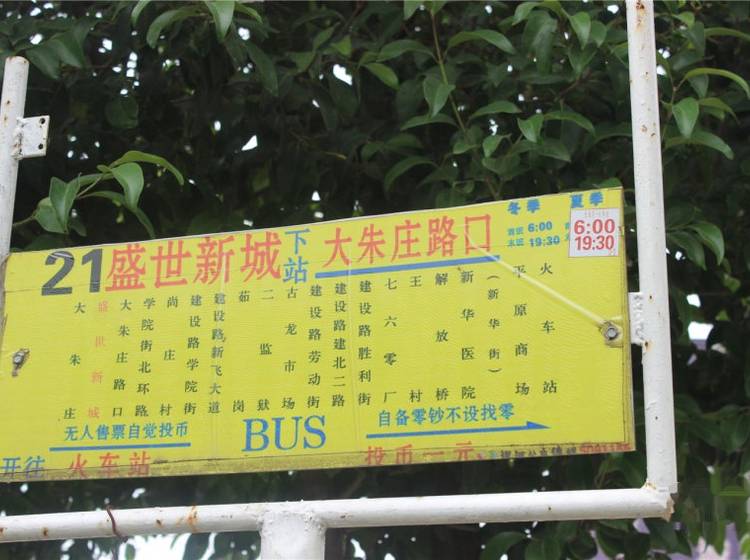 21 盛世新城 下站 大朱庄路口
冬季 夏季
首班 6:00
末班 19:30
6:00
19:30
大朱庄
盛世新城
大朱庄路口
学院街北环路
尚庄村
建设路学院街
建设路新飞大道
茹岗
二监狱
古龙市场
建设路劳动街
建设路建北二路
建设路胜利街
七六零厂
王村
解放桥
新华医院
(新华街)
平原商场
火车站
无人售票自觉投币 BUS 自备零钞不设找零
开往 火车站 投币一元